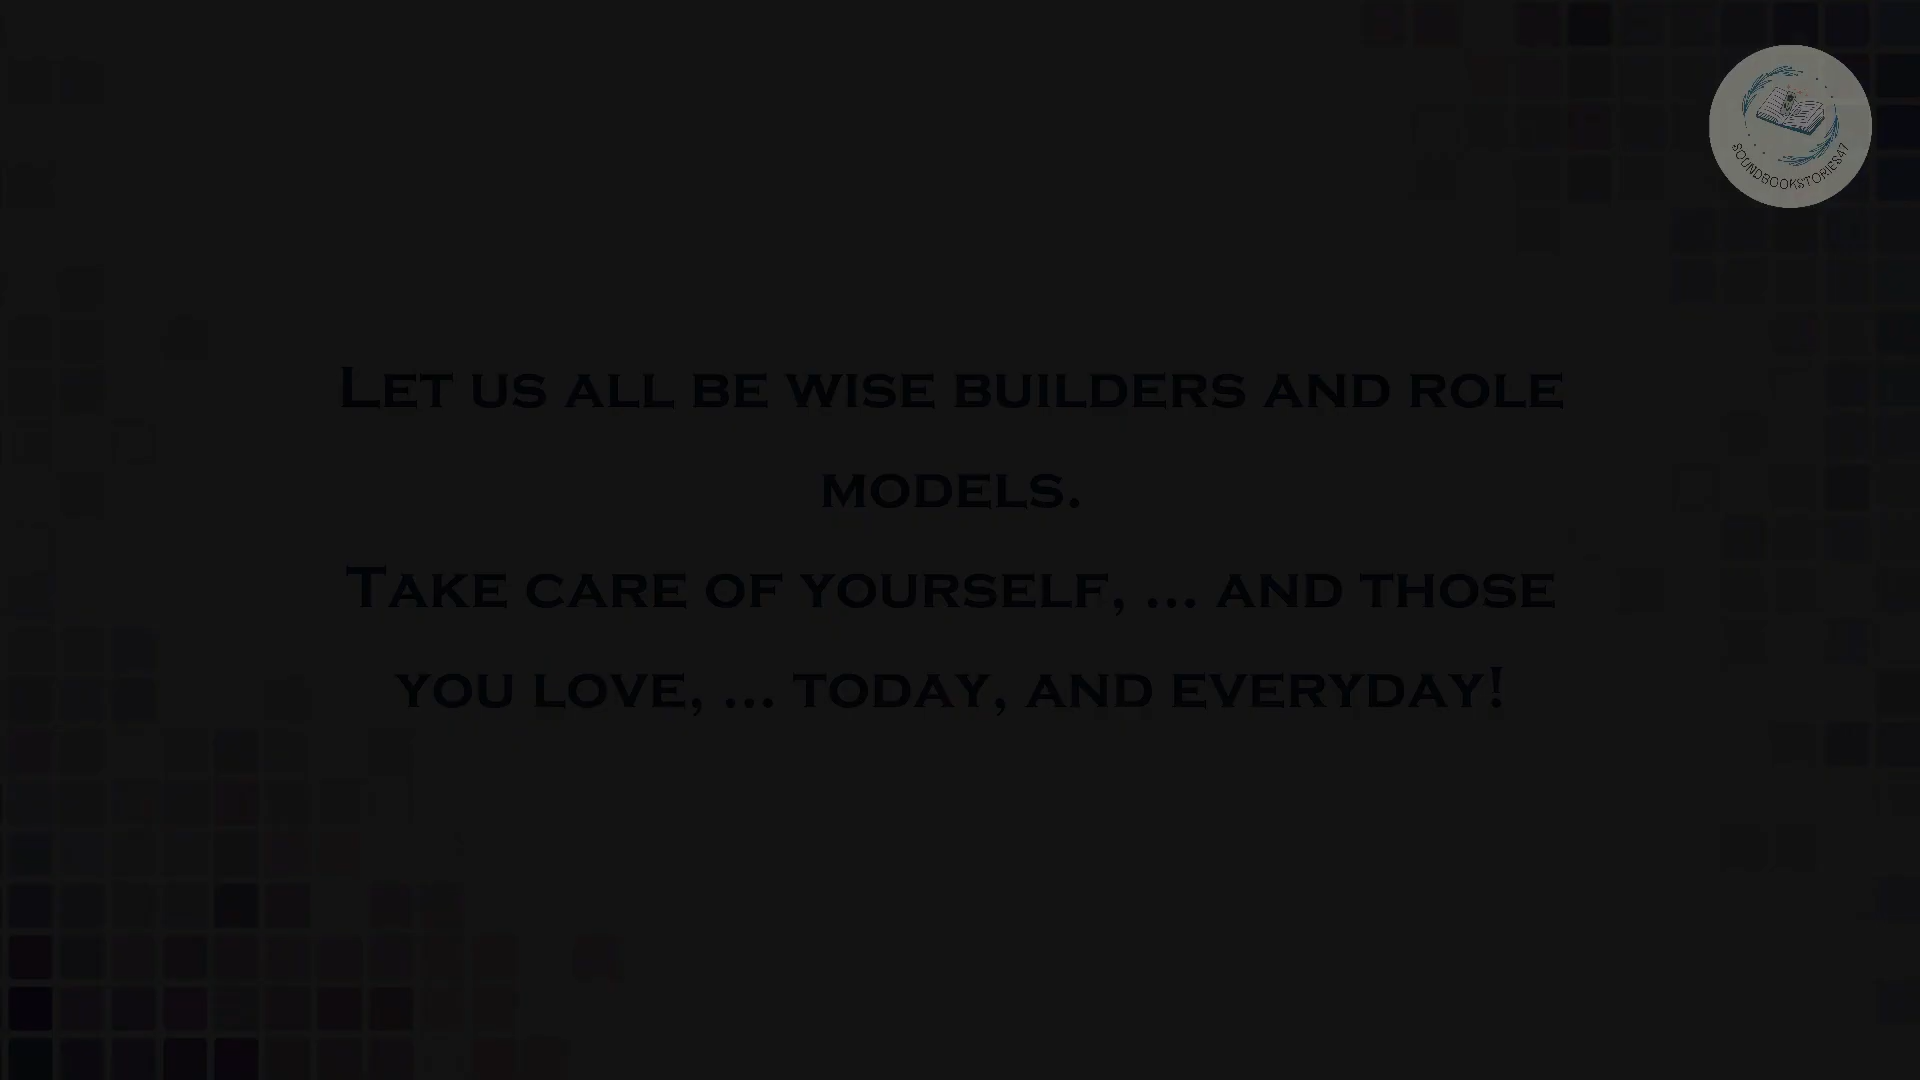 SOUNDBOOKSTORIES47
Let us all be wise builders and role
models.
Take care of yourself, ... and those
you love, ... today, and everyday!